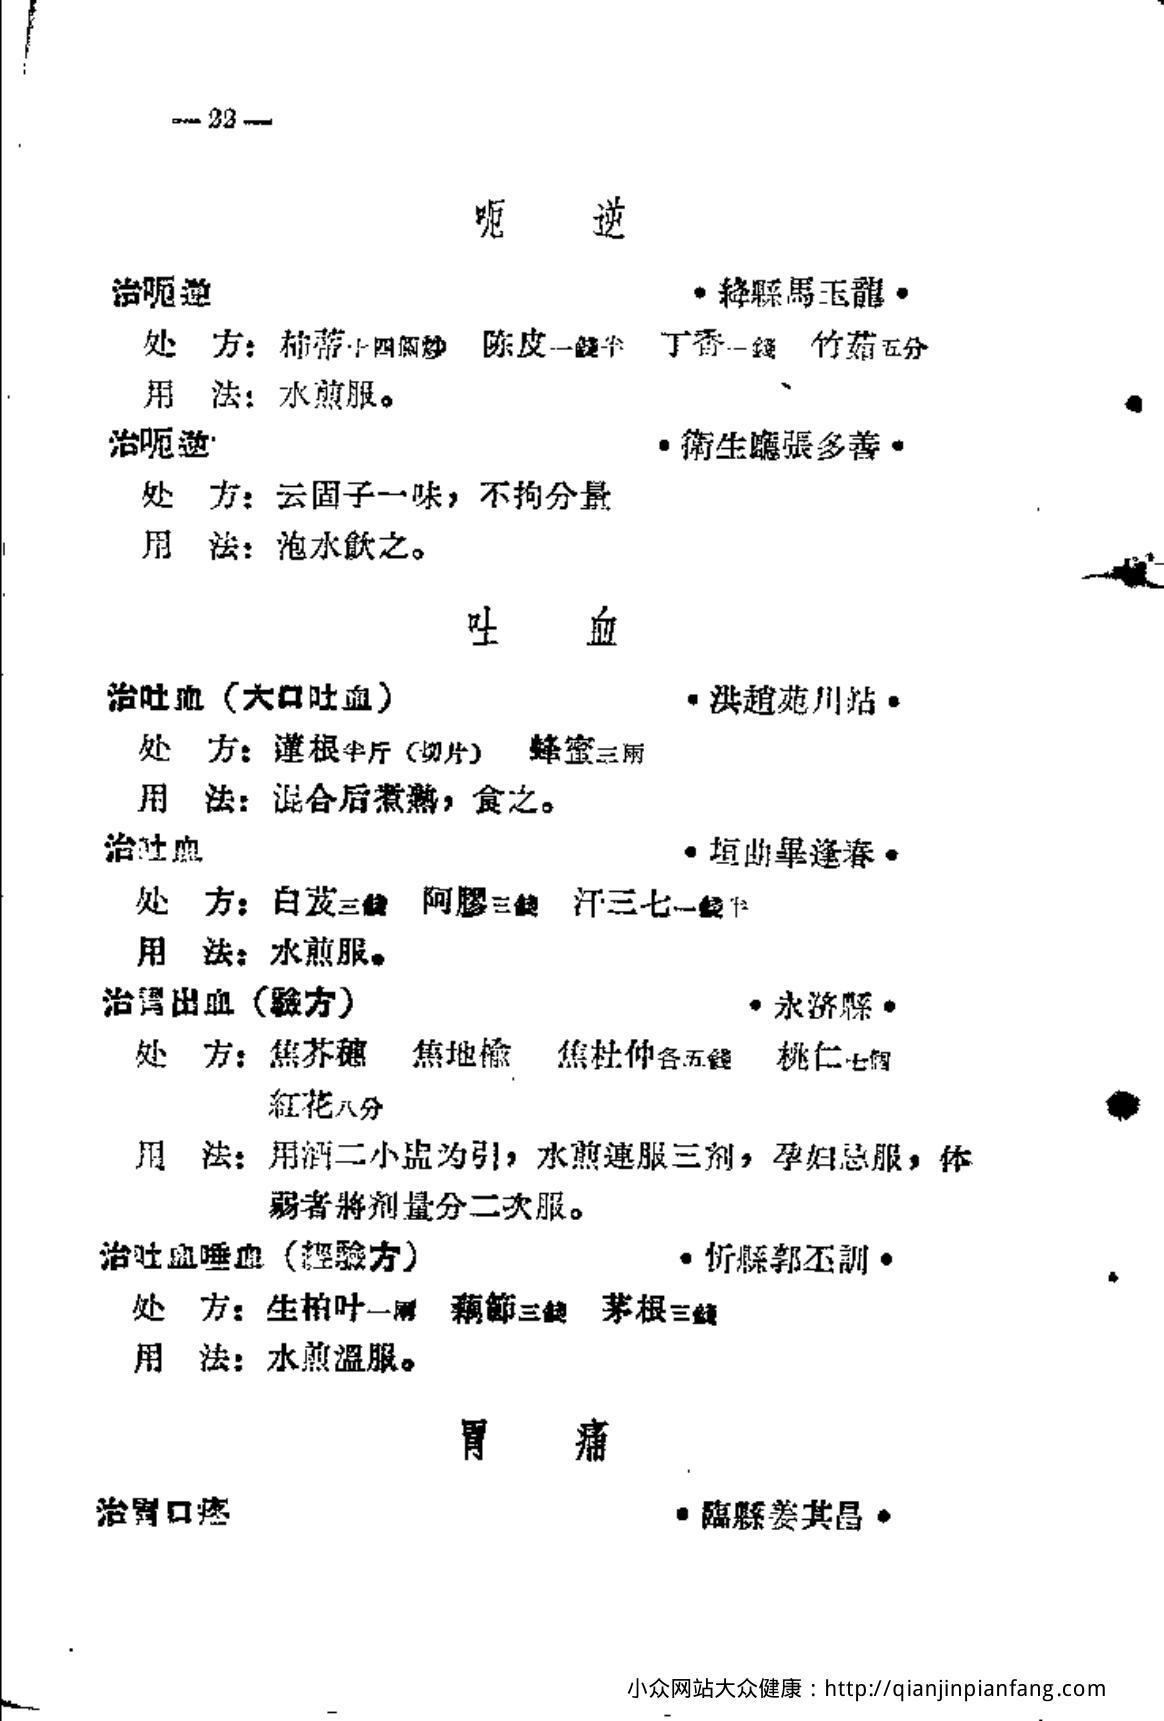 — 22 —
呃 逆
治呃逆 •絳縣馬玉龍•
处 方：柿蒂十四個炒 陈皮一錢半 丁香一錢 竹茹五分
用 法：水煎服。
治呃逆 •衛生廳張多善•
处 方：云固子一味，不拘分量
用 法：泡水飲之。
吐 血
治吐血（大口吐血） •洪趙苑川站•
处 方：蓮根半斤（切片） 蜂蜜三兩
用 法：混合后煮熟，食之。
治吐血 •垣曲畢逢春•
处 方：白芨三錢 阿膠三錢 汗三七一錢半
用 法：水煎服。
治胃出血（驗方） •永济縣•
处 方：焦芥穗 焦地榆 焦杜仲各五錢 桃仁七個
紅花八分
用 法：用酒二小盅为引，水煎連服三剂，孕妇忌服，体
弱者將剂量分二次服。
治吐血唾血（經驗方） •忻縣郭丕訓•
处 方：生柏叶一兩 藕節三錢 茅根三錢
用 法：水煎溫服。
胃 痛
治胃口疼 •臨縣姜其昌•
小众网站大众健康：http://qianjinpianfang.com